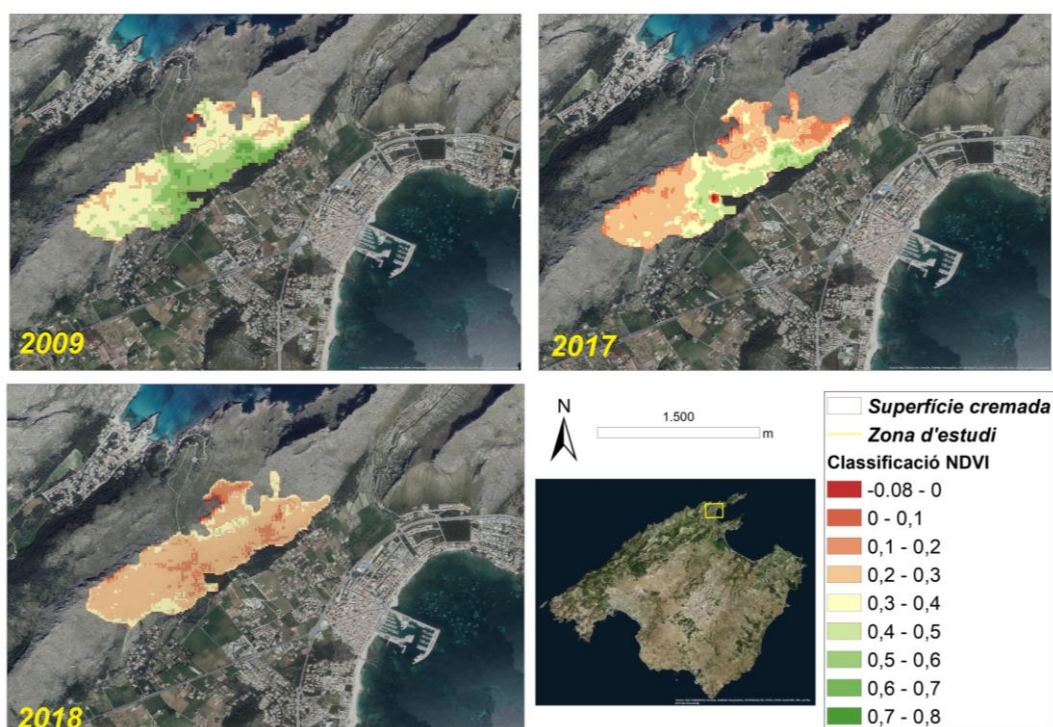 2009
2017
2018
N
1.500
m
Superfície cremada
Zona d'estudi
Classificació NDVI
-0.08 - 0
0 - 0,1
0,1 - 0,2
0,2 - 0,3
0,3 - 0,4
0,4 - 0,5
0,5 - 0,6
0,6 - 0,7
0,7 - 0,8